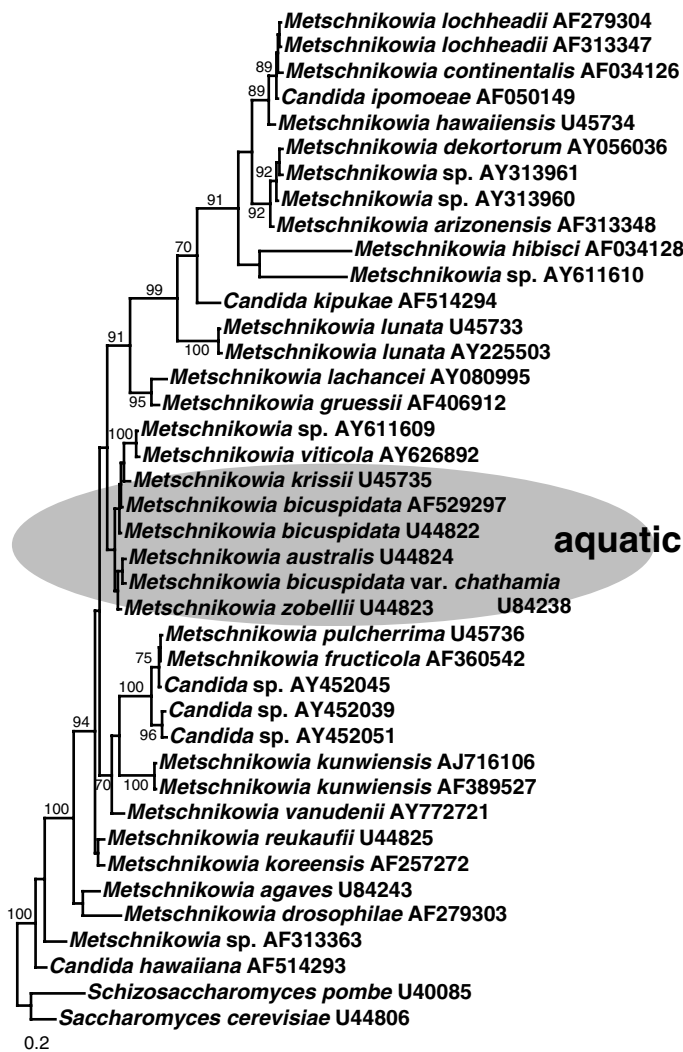 Metschnikowia lochheadii AF279304
Metschnikowia lochheadii AF313347
89
Metschnikowia continentalis AF034126
89
Candida ipomoeae AF050149
Metschnikowia hawaiiensis U45734
Metschnikowia dekortorum AY056036
92
Metschnikowia sp. AY313961
91
Metschnikowia sp. AY313960
92
Metschnikowia arizonensis AF313348
70
Metschnikowia hibisci AF034128
Metschnikowia sp. AY611610
99
Candida kipukae AF514294
Metschnikowia lunata U45733
91
100
Metschnikowia lunata AY225503
Metschnikowia lachancei AY080995
95
Metschnikowia gruessii AF406912
100
Metschnikowia sp. AY611609
Metschnikowia viticola AY626892
Metschnikowia krissii U45735
Metschnikowia bicuspidata AF529297
Metschnikowia bicuspidata U44822
aquatic
Metschnikowia australis U44824
Metschnikowia bicuspidata var. chathamia
Metschnikowia zobellii U44823 U84238
Metschnikowia pulcherrima U45736
75
Metschnikowia fructicola AF360542
100
Candida sp. AY452045
Candida sp. AY452039
94
96
Candida sp. AY452051
Metschnikowia kunwiensis AJ716106
70
100
Metschnikowia kunwiensis AF389527
100
Metschnikowia vanudenii AY772721
Metschnikowia reukaufii U44825
Metschnikowia koreensis AF257272
Metschnikowia agaves U84243
100
Metschnikowia drosophilae AF279303
Metschnikowia sp. AF313363
Candida hawaiiana AF514293
Schizosaccharomyces pombe U40085
Saccharomyces cerevisiae U44806
0.2